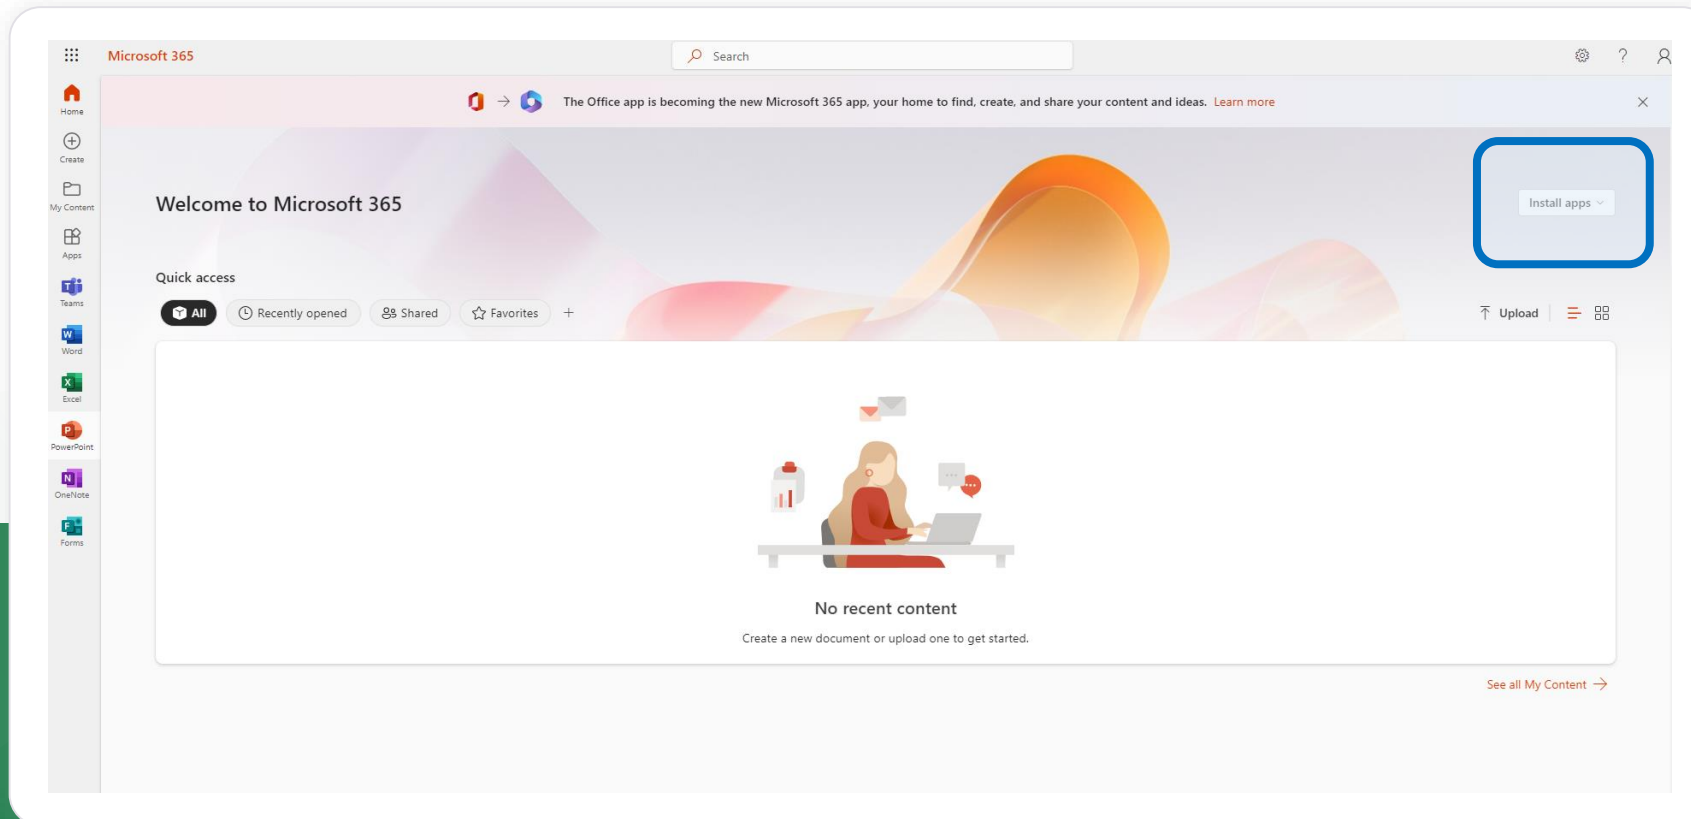 Microsoft 365
Search
?
Home
The Office app is becoming the new Microsoft 365 app, your home to find, create, and share your content and ideas. Learn more
Create
My Content
Welcome to Microsoft 365
Install apps
Apps
Quick access
Teams
All
Recently opened
Shared
Favorites
+
Upload
W
Word
X
Excel
P
PowerPoint
N
OneNote
F
Forms
No recent content
Create a new document or upload one to get started.
See all My Content →